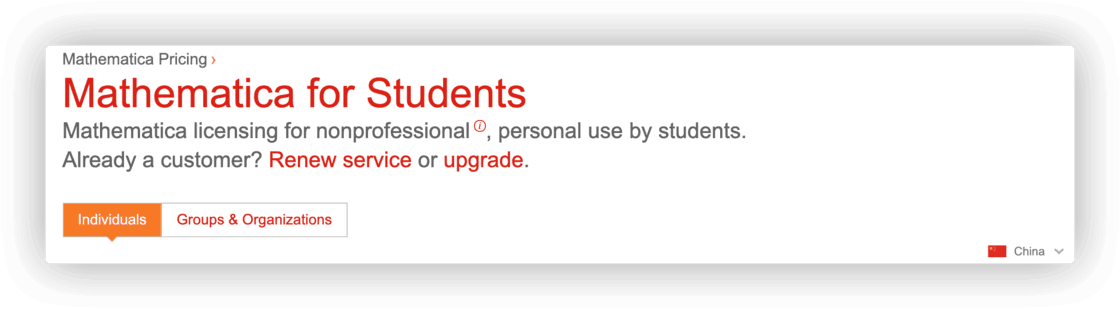 Mathematica Pricing ›
Mathematica for Students
Mathematica licensing for nonprofessional ⓘ, personal use by students.
Already a customer? Renew service or upgrade.
Individuals
Groups & Organizations
China